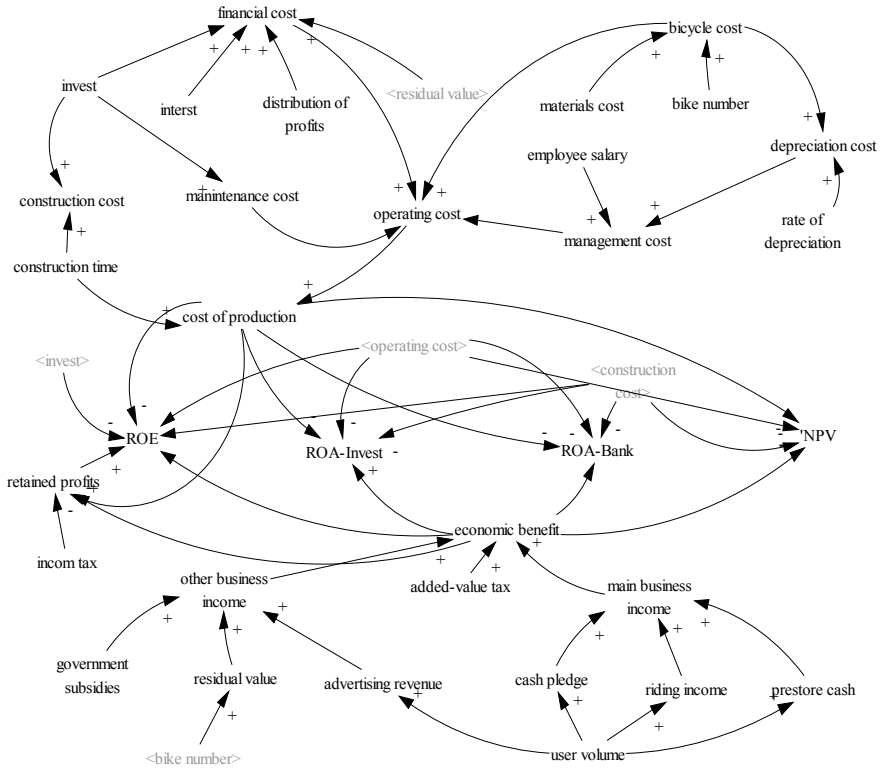 financial cost
bicycle cost
invest
interst
distribution of
profits
<residual value>
materials cost
bike number
depreciation cost
employee salary
construction cost
manintenance cost
operating cost
management cost
rate of
depreciation
construction time
cost of production
<invest>
<operating cost>
<construction
cost>
ROE
ROA-Invest
ROA-Bank
'NPV
retained profits
incom tax
economic benefit
added-value tax
other business
income
main business
income
government
subsidies
residual value
advertising revenue
cash pledge
riding income
prestore cash
<bike number>
user volume